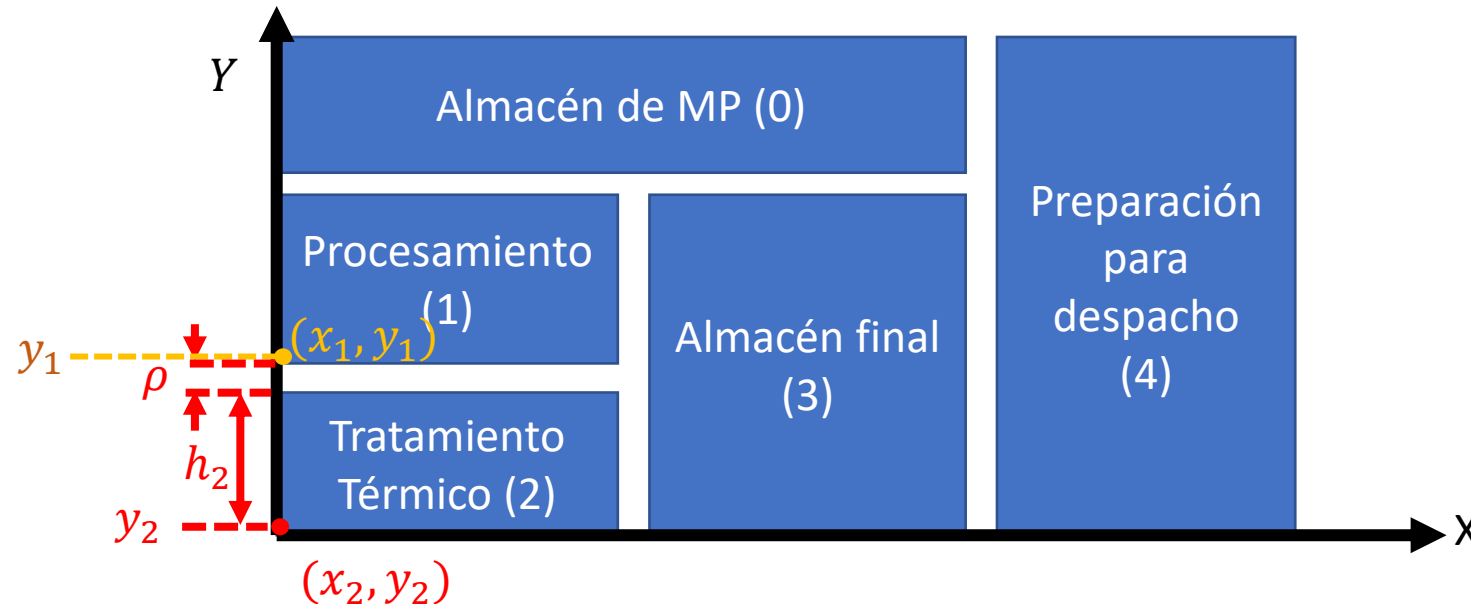 Y
Almacén de MP (0)
Procesamiento
(1)
Preparación
para
despacho
(4)
Almacén final
(3)
Tratamiento
Térmico (2)
(x₁, y₁)
y₁
ρ
h₂
y₂
(x₂, y₂)
X